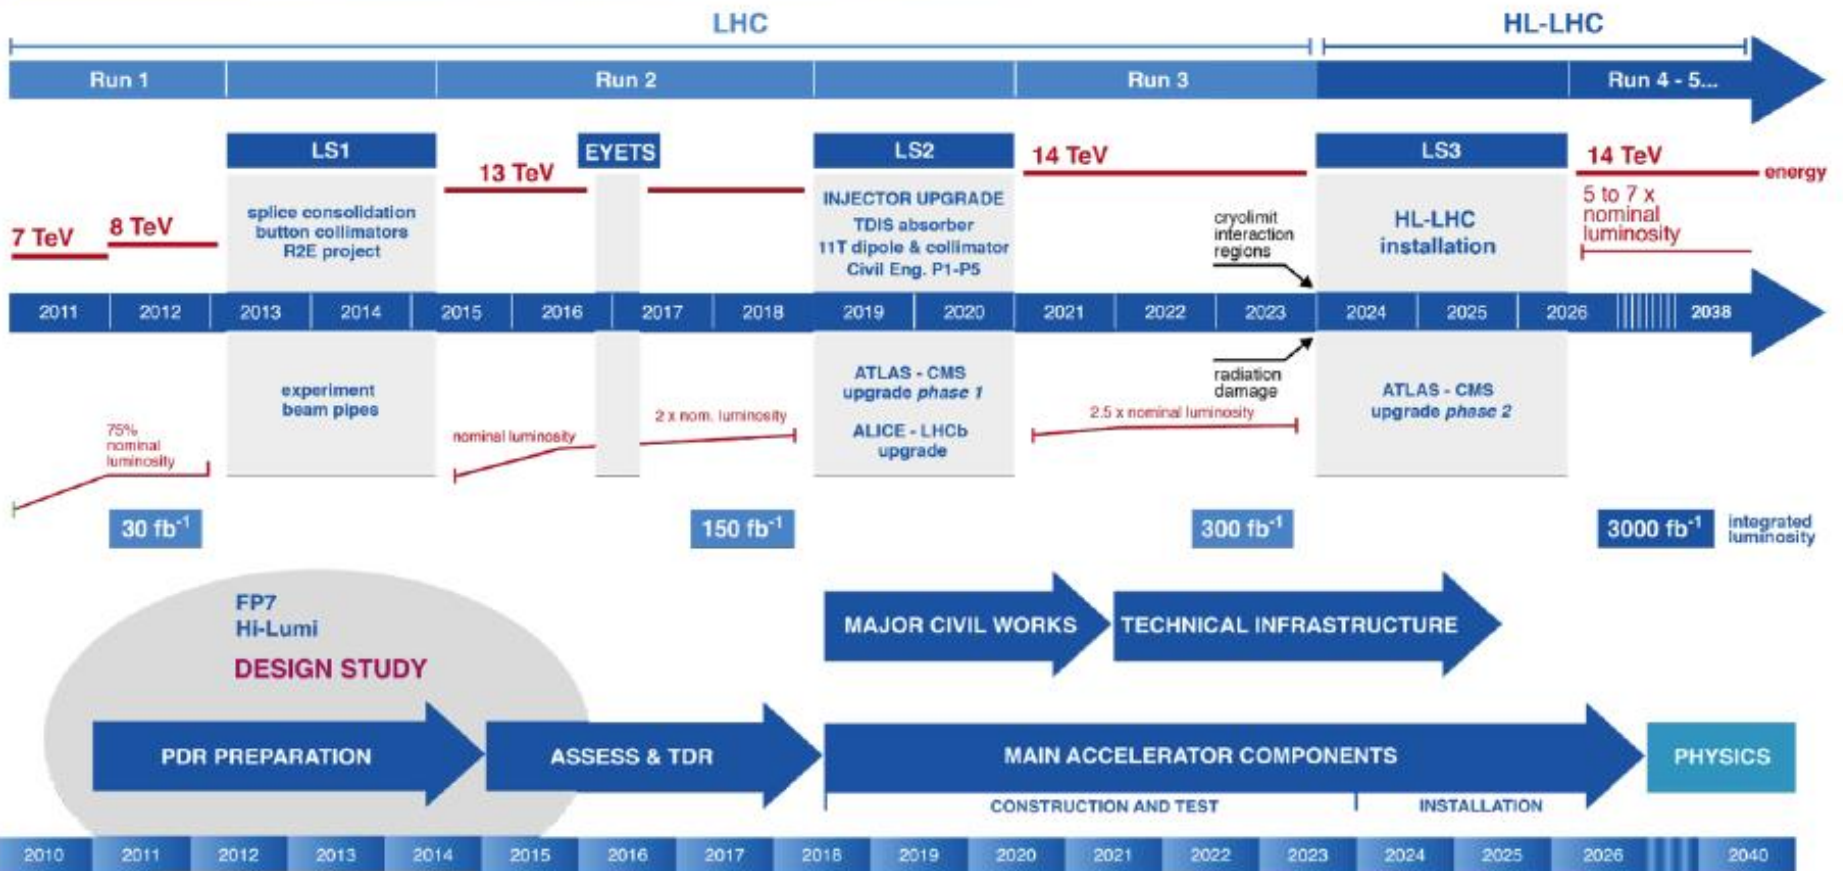 LHC
HL-LHC
Run 1
Run 2
Run 3
Run 4 - 5...
LS1
EYETS
LS2
LS3
7 TeV
8 TeV
13 TeV
14 TeV
14 TeV
energy
splice consolidation
button collimators
R2E project
INJECTOR UPGRADE
TDIS absorber
11T dipole & collimator
Civil Eng. P1-P5
cryolimit
interaction
regions
HL-LHC
installation
5 to 7 x
nominal
luminosity
2011
2012
2013
2014
2015
2016
2017
2018
2019
2020
2021
2022
2023
2024
2025
2026
2038
75%
nominal
luminosity
experiment
beam pipes
nominal luminosity
2 x nom. luminosity
ATLAS - CMS
upgrade phase 1
ALICE - LHCb
upgrade
2.5 x nominal luminosity
radiation
damage
ATLAS - CMS
upgrade phase 2
30 fb-1
150 fb-1
300 fb-1
3000 fb-1
integrated
luminosity
FP7
Hi-Lumi
DESIGN STUDY
MAJOR CIVIL WORKS
TECHNICAL INFRASTRUCTURE
PDR PREPARATION
ASSESS & TDR
MAIN ACCELERATOR COMPONENTS
PHYSICS
CONSTRUCTION AND TEST
INSTALLATION
2010
2011
2012
2013
2014
2015
2016
2017
2018
2019
2020
2021
2022
2023
2024
2025
2026
2040